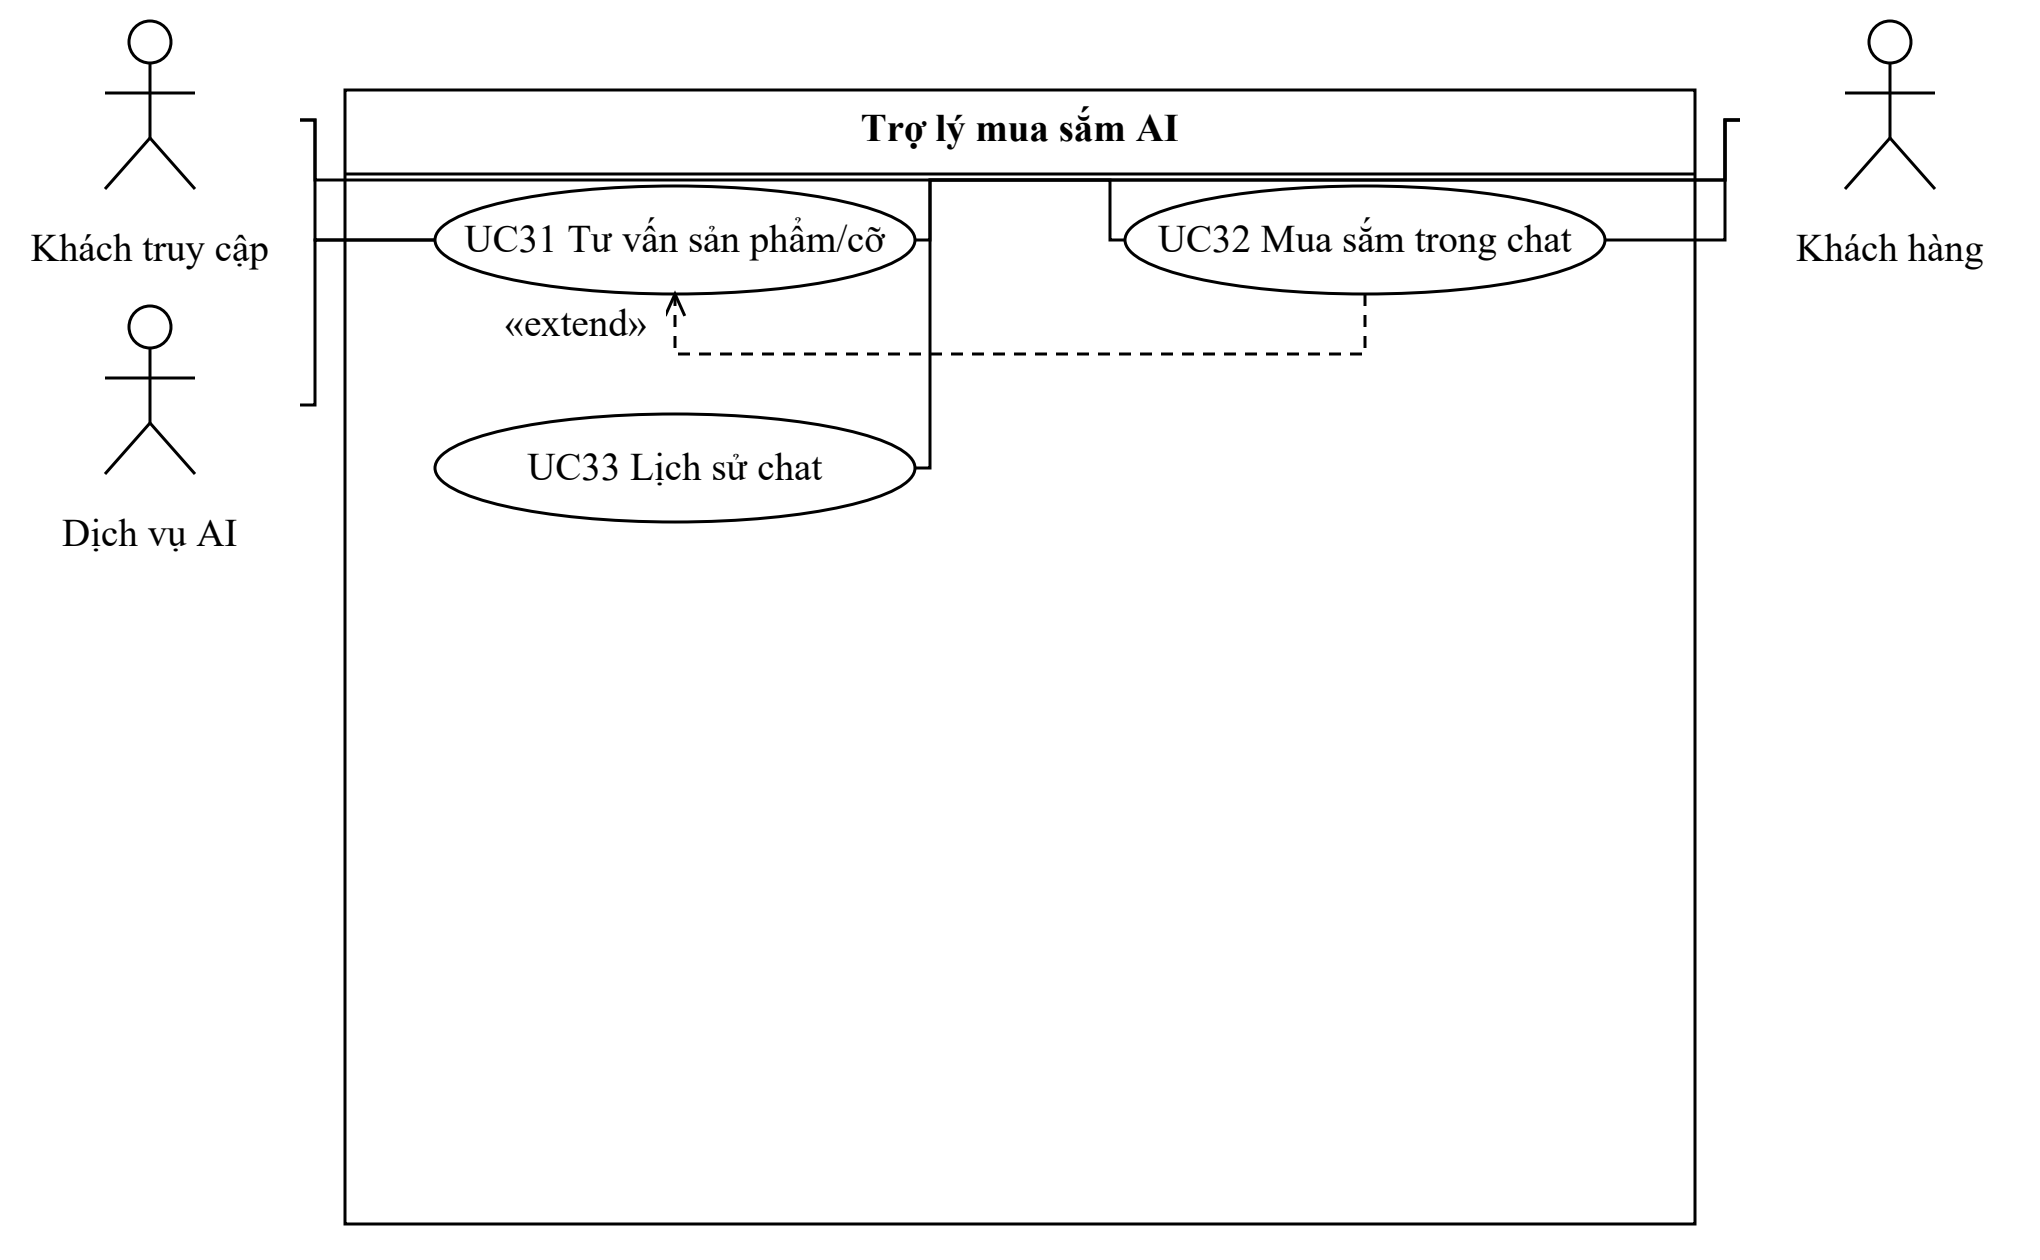 Trợ lý mua sắm AI
Khách truy cập
UC31 Tư vấn sản phẩm/cỡ
UC32 Mua sắm trong chat
Khách hàng
«extend»
UC33 Lịch sử chat
Dịch vụ AI